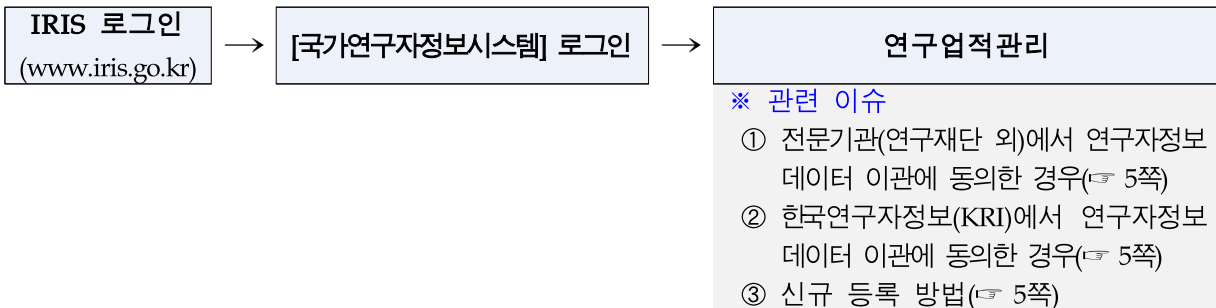 IRIS 로그인
(www.iris.go.kr)
→
[국가연구자정보시스템] 로그인
→
연구업적관리
※ 관련 이슈
① 전문기관(연구재단 외)에서 연구자정보
데이터 이관에 동의한 경우(☞ 5쪽)
② 한국연구자정보(KRI)에서 연구자정보
데이터 이관에 동의한 경우(☞ 5쪽)
③ 신규 등록 방법(☞ 5쪽)